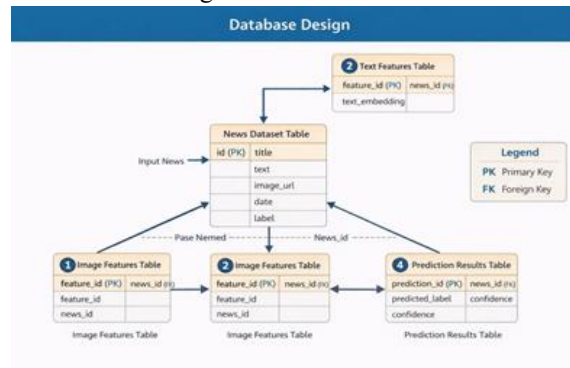 Database Design
2 Text Features Table
feature_id (PK) news_id (FK)
text_embedding
News Dataset Table
Input News
id (PK) title
text
image_url
date
label
Legend
PK Primary Key
FK Foreign Key
Pase Nemed
News_id
1 Image Features Table
feature_id (PK) news_id (FK)
feature_id
news_id
Image Features Table
2 Image Features Table
feature_id (PK) news_id (FK)
feature_id
news_id
Image Features Table
4 Prediction Results Table
prediction_id (PK) news_id (FK)
predicted_label confidence
confidence
Prediction Results Table